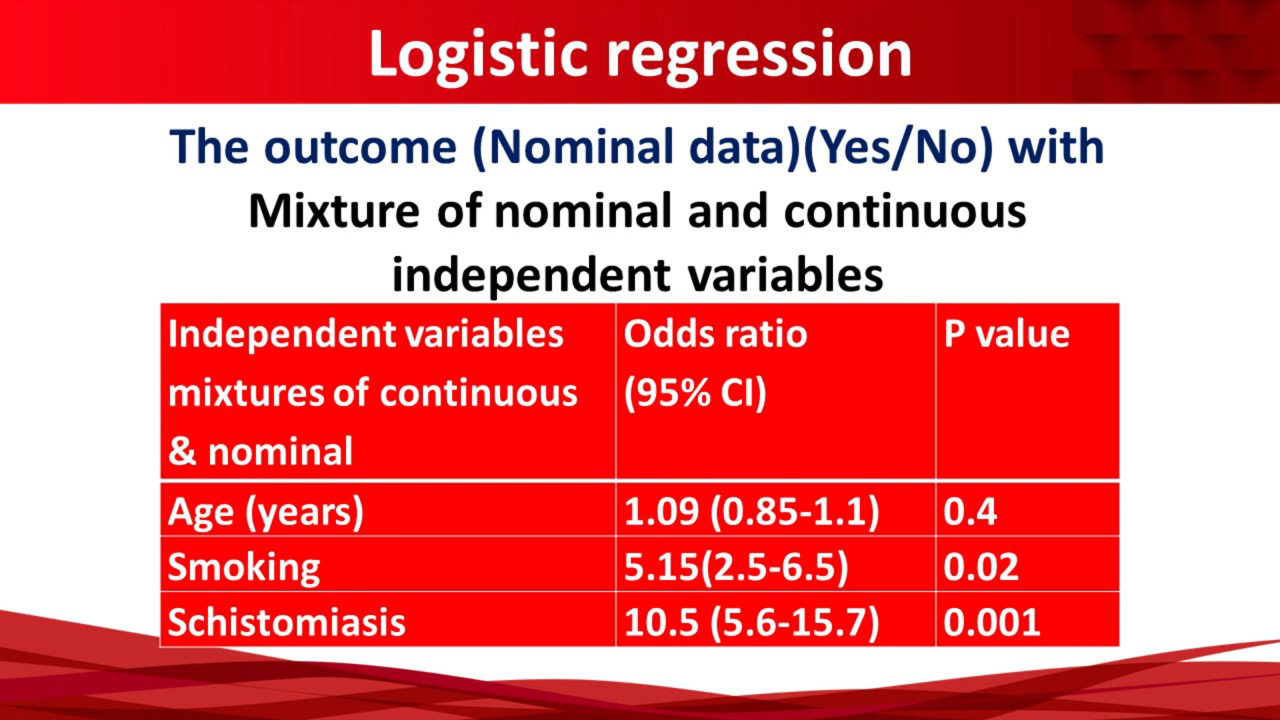 Logistic regression
The outcome (Nominal data)(Yes/No) with
Mixture of nominal and continuous
independent variables
Independent variables
mixtures of continuous
& nominal
Odds ratio
(95% CI)
P value
Age (years) 1.09 (0.85-1.1) 0.4
Smoking 5.15(2.5-6.5) 0.02
Schistomiasis 10.5 (5.6-15.7) 0.001